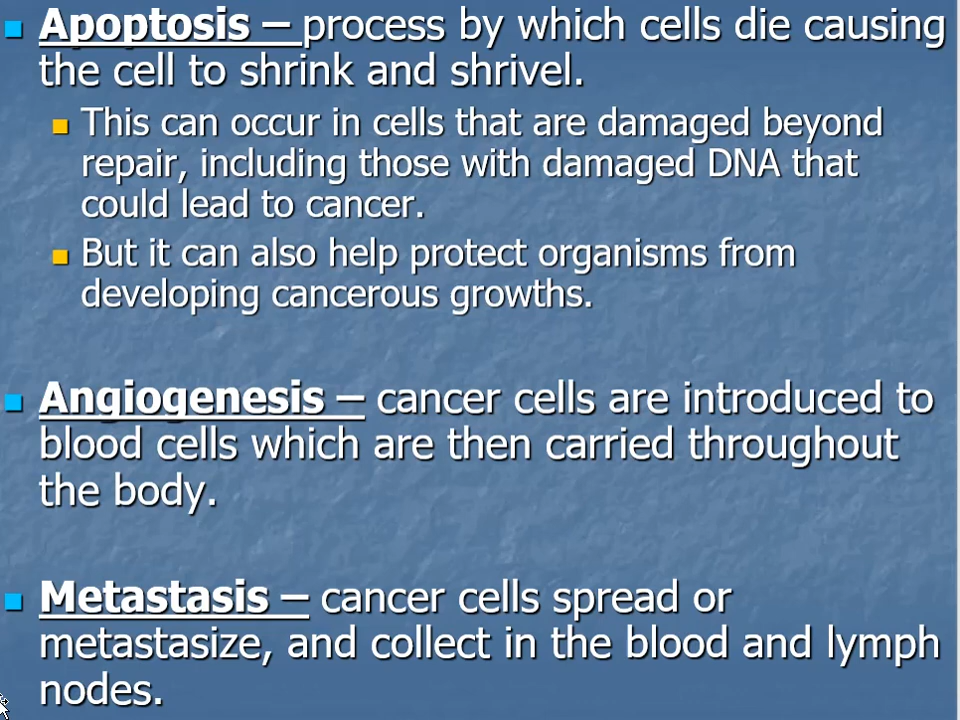 Apoptosis – process by which cells die causing
the cell to shrink and shrivel.
This can occur in cells that are damaged beyond
repair, including those with damaged DNA that
could lead to cancer.
But it can also help protect organisms from
developing cancerous growths.
Angiogenesis – cancer cells are introduced to
blood cells which are then carried throughout
the body.
Metastasis – cancer cells spread or
metastasize, and collect in the blood and lymph
nodes.